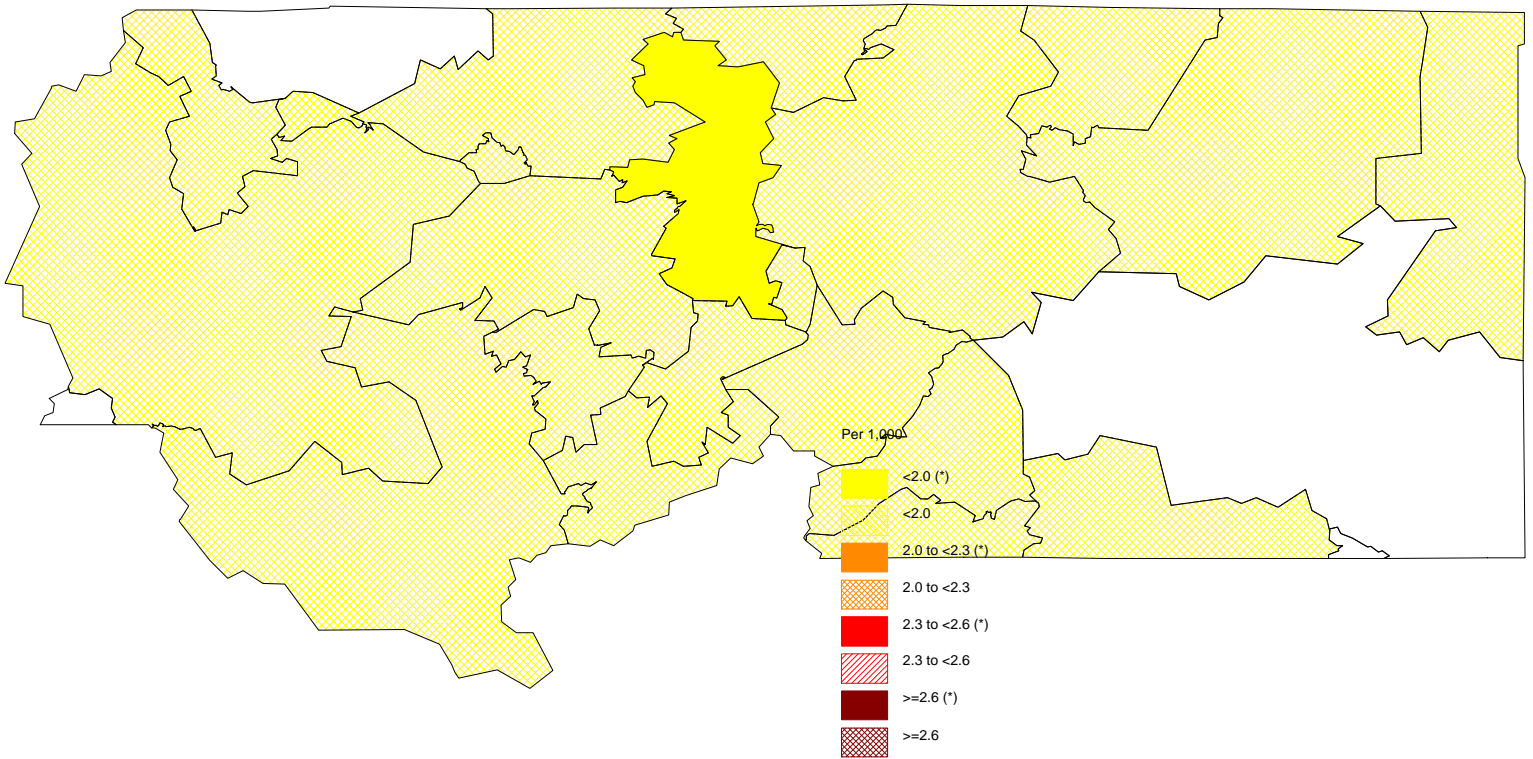 Per 1,000
<2.0 (*)
<2.0
2.0 to <2.3 (*)
2.0 to <2.3
2.3 to <2.6 (*)
2.3 to <2.6
>=2.6 (*)
>=2.6